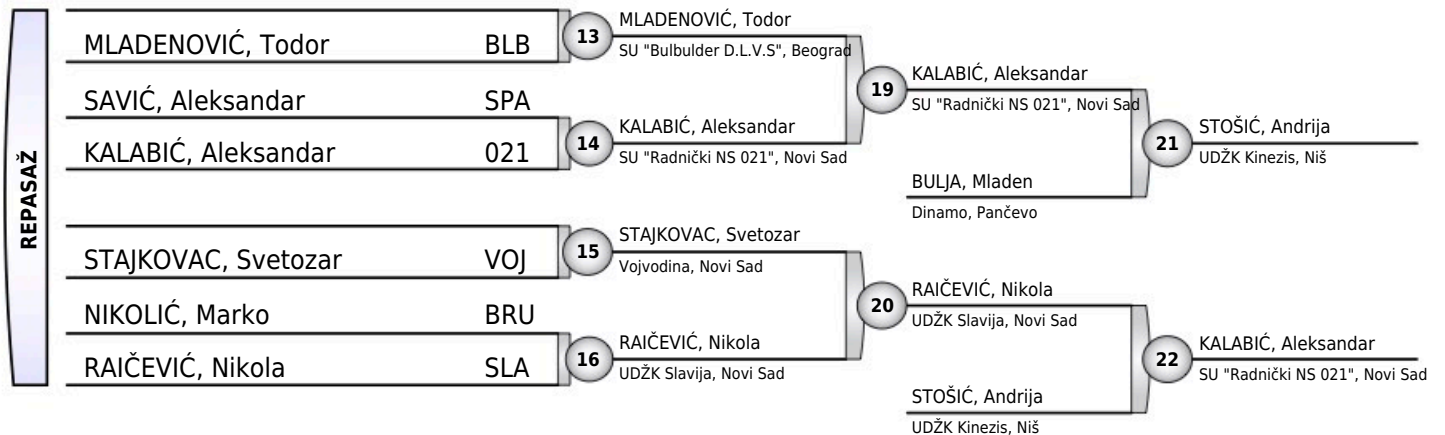 REPASAŽ
MLADENOVIĆ, Todor BLB
SAVIĆ, Aleksandar SPA
KALABIĆ, Aleksandar 021
STAJKOVAC, Svetozar VOJ
NIKOLIĆ, Marko BRU
RAIČEVIĆ, Nikola SLA
13
MLADENOVIĆ, Todor
SU "Bulbulder D.L.V.S", Beograd
14
KALABIĆ, Aleksandar
SU "Radnički NS 021", Novi Sad
15
STAJKOVAC, Svetozar
Vojvodina, Novi Sad
16
RAIČEVIĆ, Nikola
UDŽK Slavija, Novi Sad
19
KALABIĆ, Aleksandar
SU "Radnički NS 021", Novi Sad
BULJA, Mladen
Dinamo, Pančevo
20
RAIČEVIĆ, Nikola
UDŽK Slavija, Novi Sad
STOŠIĆ, Andrija
UDŽK Kinezis, Niš
21
STOŠIĆ, Andrija
UDŽK Kinezis, Niš
22
KALABIĆ, Aleksandar
SU "Radnički NS 021", Novi Sad